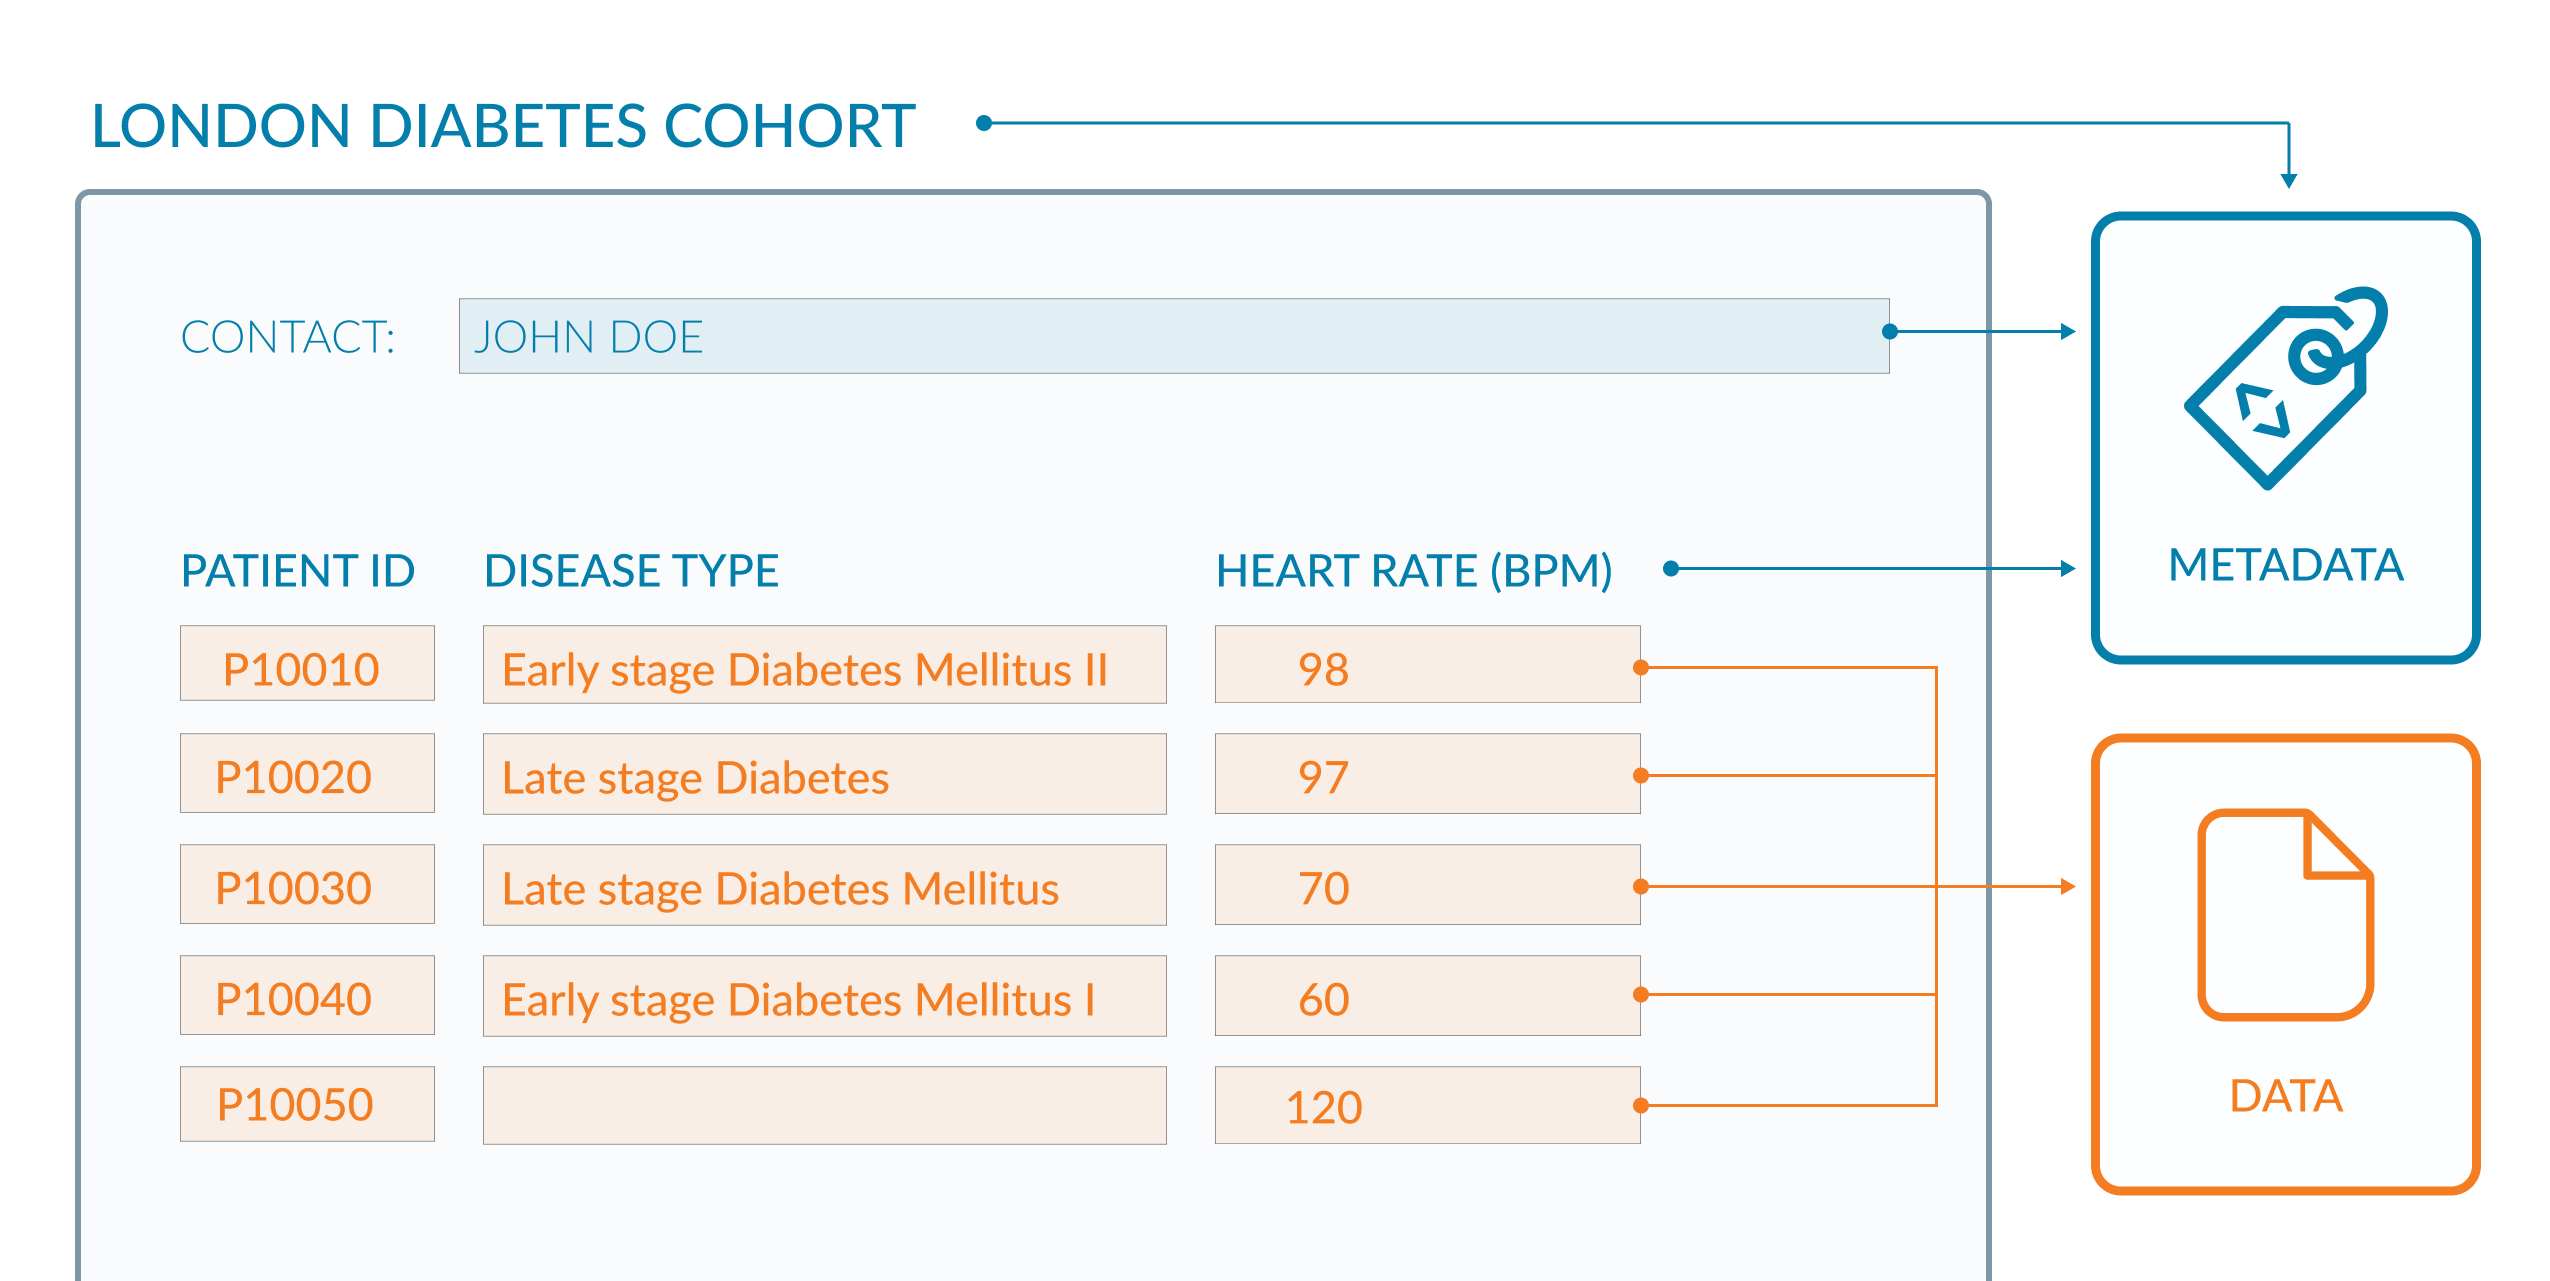 LONDON DIABETES COHORT
CONTACT: JOHN DOE
PATIENT ID DISEASE TYPE HEART RATE (BPM)
METADATA
P10010 Early stage Diabetes Mellitus II 98
P10020 Late stage Diabetes 97
P10030 Late stage Diabetes Mellitus 70
P10040 Early stage Diabetes Mellitus I 60
P10050 120
DATA